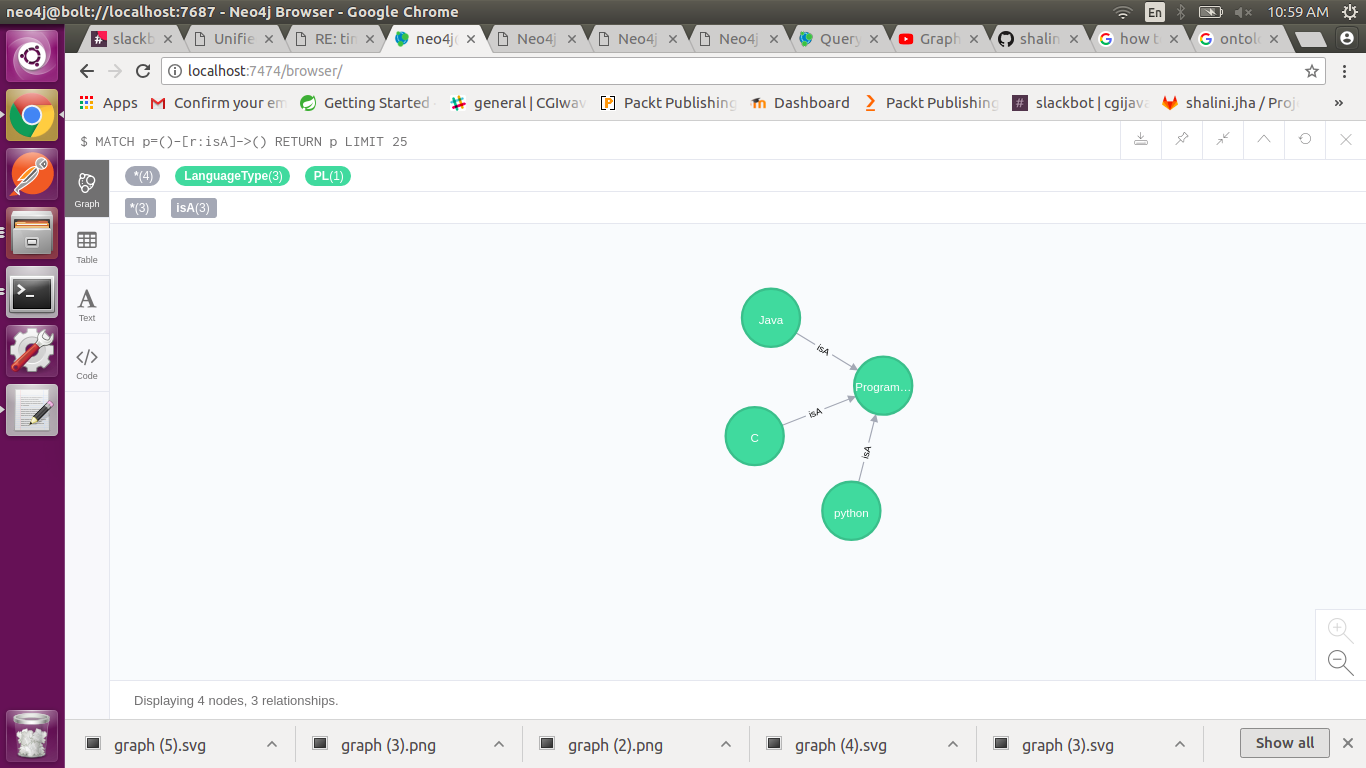 neo4j@bolt://localhost:7687 - Neo4j Browser - Google Chrome
En
10:59 AM
slackb
Unifie
RE: tim
neo4j@
Neo4j
Neo4j
Neo4j
Query
Graph
shalin
how t
ontolo
localhost:7474/browser/
Apps
Confirm your em
Getting Started
general | CGIwav
Packt Publishing
Dashboard
Packt Publishing
slackbot | cgijava
shalini.jha / Proje
»
$ MATCH p=()-[r:isA]->() RETURN p LIMIT 25
*(4) LanguageType(3) PL(1)
*(3) isA(3)
Graph
Table
A
Text
Code
Java
isA
Program…
C
isA
isA
python
Displaying 4 nodes, 3 relationships.
graph (5).svg
graph (3).png
graph (2).png
graph (4).svg
graph (3).svg
Show all